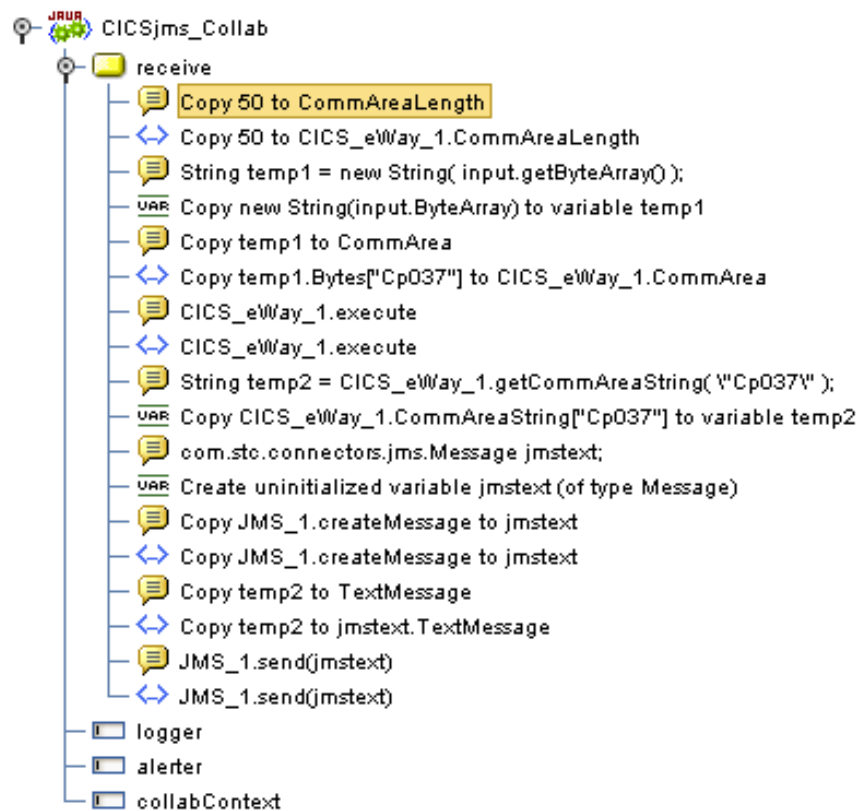 JAVA
CICSjms_Collab
receive
Copy 50 to CommAreaLength
Copy 50 to CICS_eWay_1.CommAreaLength
String temp1 = new String( input.getByteArray() );
VAR Copy new String(input.ByteArray) to variable temp1
Copy temp1 to CommArea
Copy temp1.Bytes["Cp037"] to CICS_eWay_1.CommArea
CICS_eWay_1.execute
CICS_eWay_1.execute
String temp2 = CICS_eWay_1.getCommAreaString( \"Cp037\" );
VAR Copy CICS_eWay_1.CommAreaString["Cp037"] to variable temp2
com.stc.connectors.jms.Message jmstext;
VAR Create uninitialized variable jmstext (of type Message)
Copy JMS_1.createMessage to jmstext
Copy JMS_1.createMessage to jmstext
Copy temp2 to TextMessage
Copy temp2 to jmstext.TextMessage
JMS_1.send(jmstext)
JMS_1.send(jmstext)
logger
alerter
collabContext